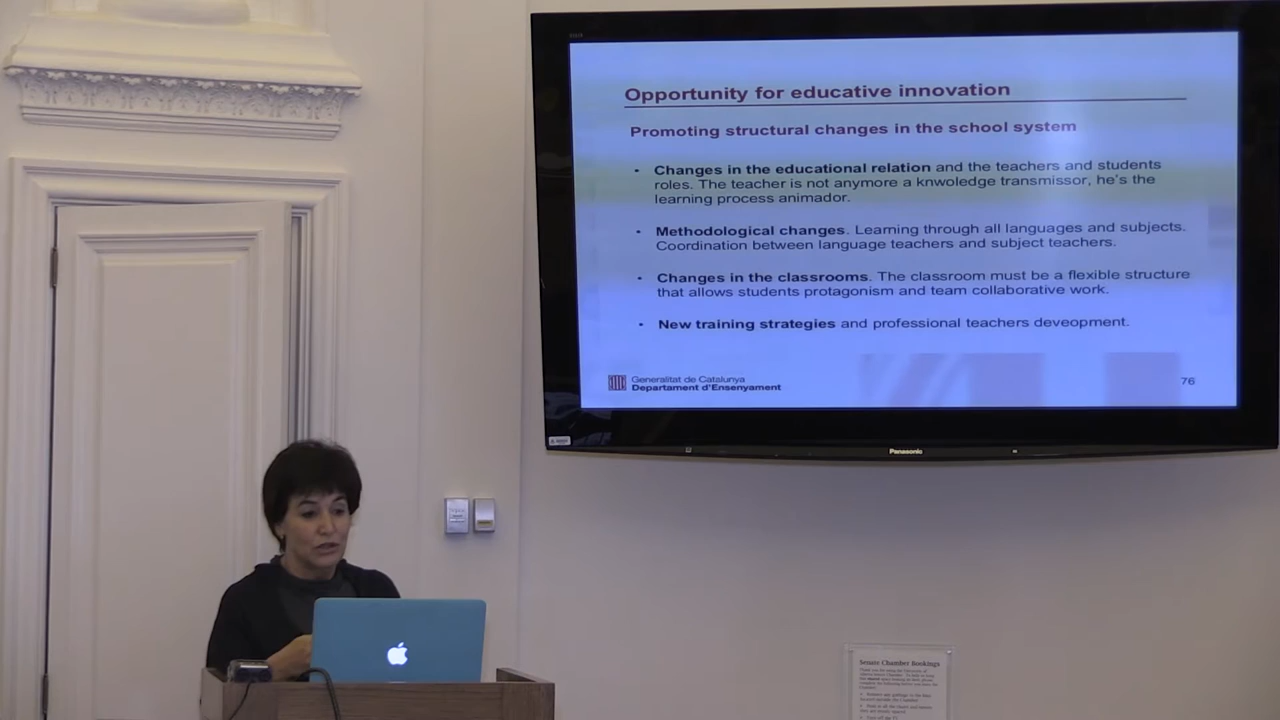 Opportunity for educative innovation
Promoting structural changes in the school system
• Changes in the educational relation and the teachers and students
roles. The teacher is not anymore a knwoledge transmissor, he's the
learning process animador.
• Methodological changes. Learning through all languages and subjects.
Coordination between language teachers and subject teachers.
• Changes in the classrooms. The classroom must be a flexible structure
that allows students protagonism and team collaborative work.
• New training strategies and professional teachers deveopment.
Generalitat de Catalunya
Departament d'Ensenyament
76
Panasonic
Senate Chamber Bookings